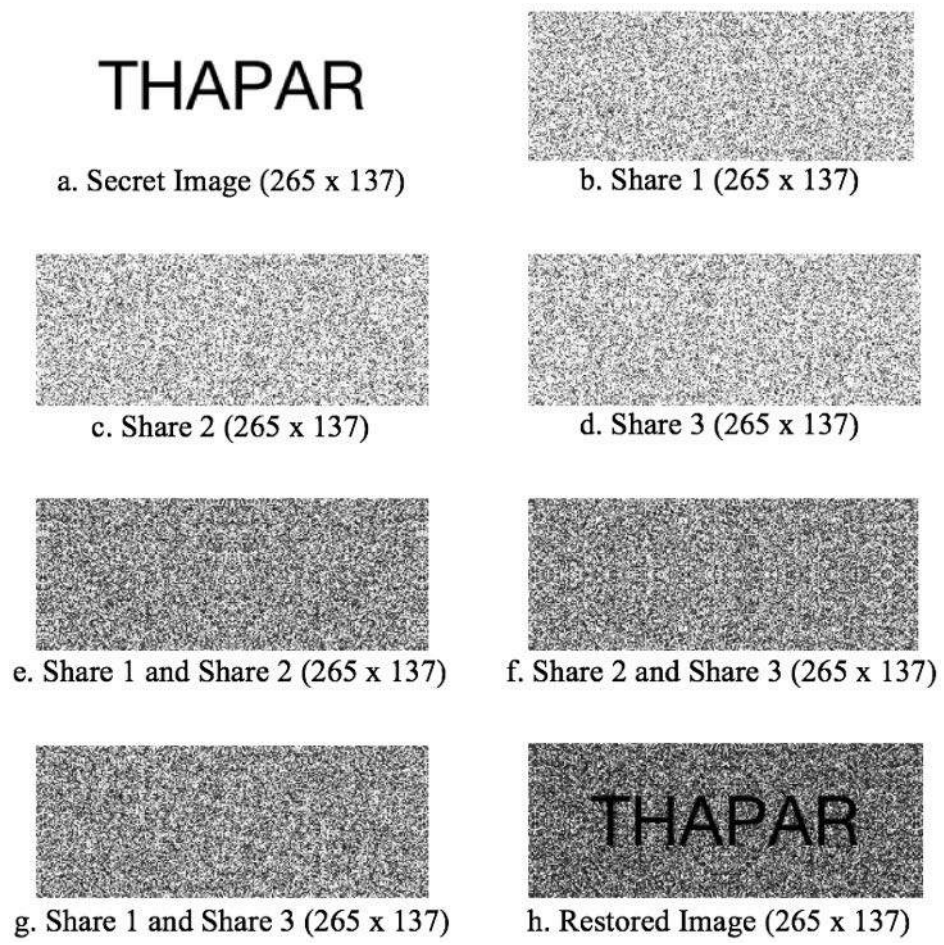 THAPAR
a. Secret Image (265 x 137)
b. Share 1 (265 x 137)
c. Share 2 (265 x 137)
d. Share 3 (265 x 137)
e. Share 1 and Share 2 (265 x 137)
f. Share 2 and Share 3 (265 x 137)
THAPAR
g. Share 1 and Share 3 (265 x 137)
h. Restored Image (265 x 137)